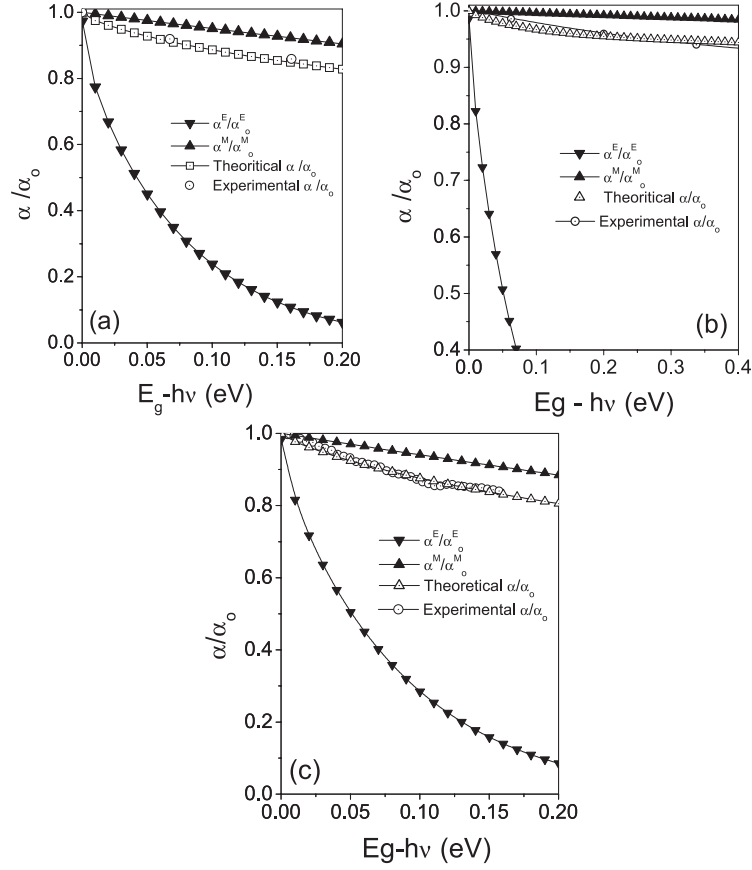 1.0
0.8
0.6
0.4
0.2
0.0
α /αₒ
αᴱ/αᴱₒ
αᴹ/αᴹₒ
Theoritical α /αₒ
Experimental α /αₒ
(a)
0.00 0.05 0.10 0.15 0.20
E_g-hν (eV)
1.0
0.9
0.8
0.7
0.6
0.5
0.4
α /αₒ
αᴱ/αᴱₒ
αᴹ/αᴹₒ
Theoritical α/αₒ
Experimental α/αₒ
(b)
0.0 0.1 0.2 0.3 0.4
Eg - hν (eV)
1.0
0.8
0.6
0.4
0.2
0.0
α/αₒ
αᴱ/αᴱₒ
αᴹ/αᴹₒ
Theoretical α/αₒ
Experimental α/αₒ
(c)
0.00 0.05 0.10 0.15 0.20
Eg-hν (eV)